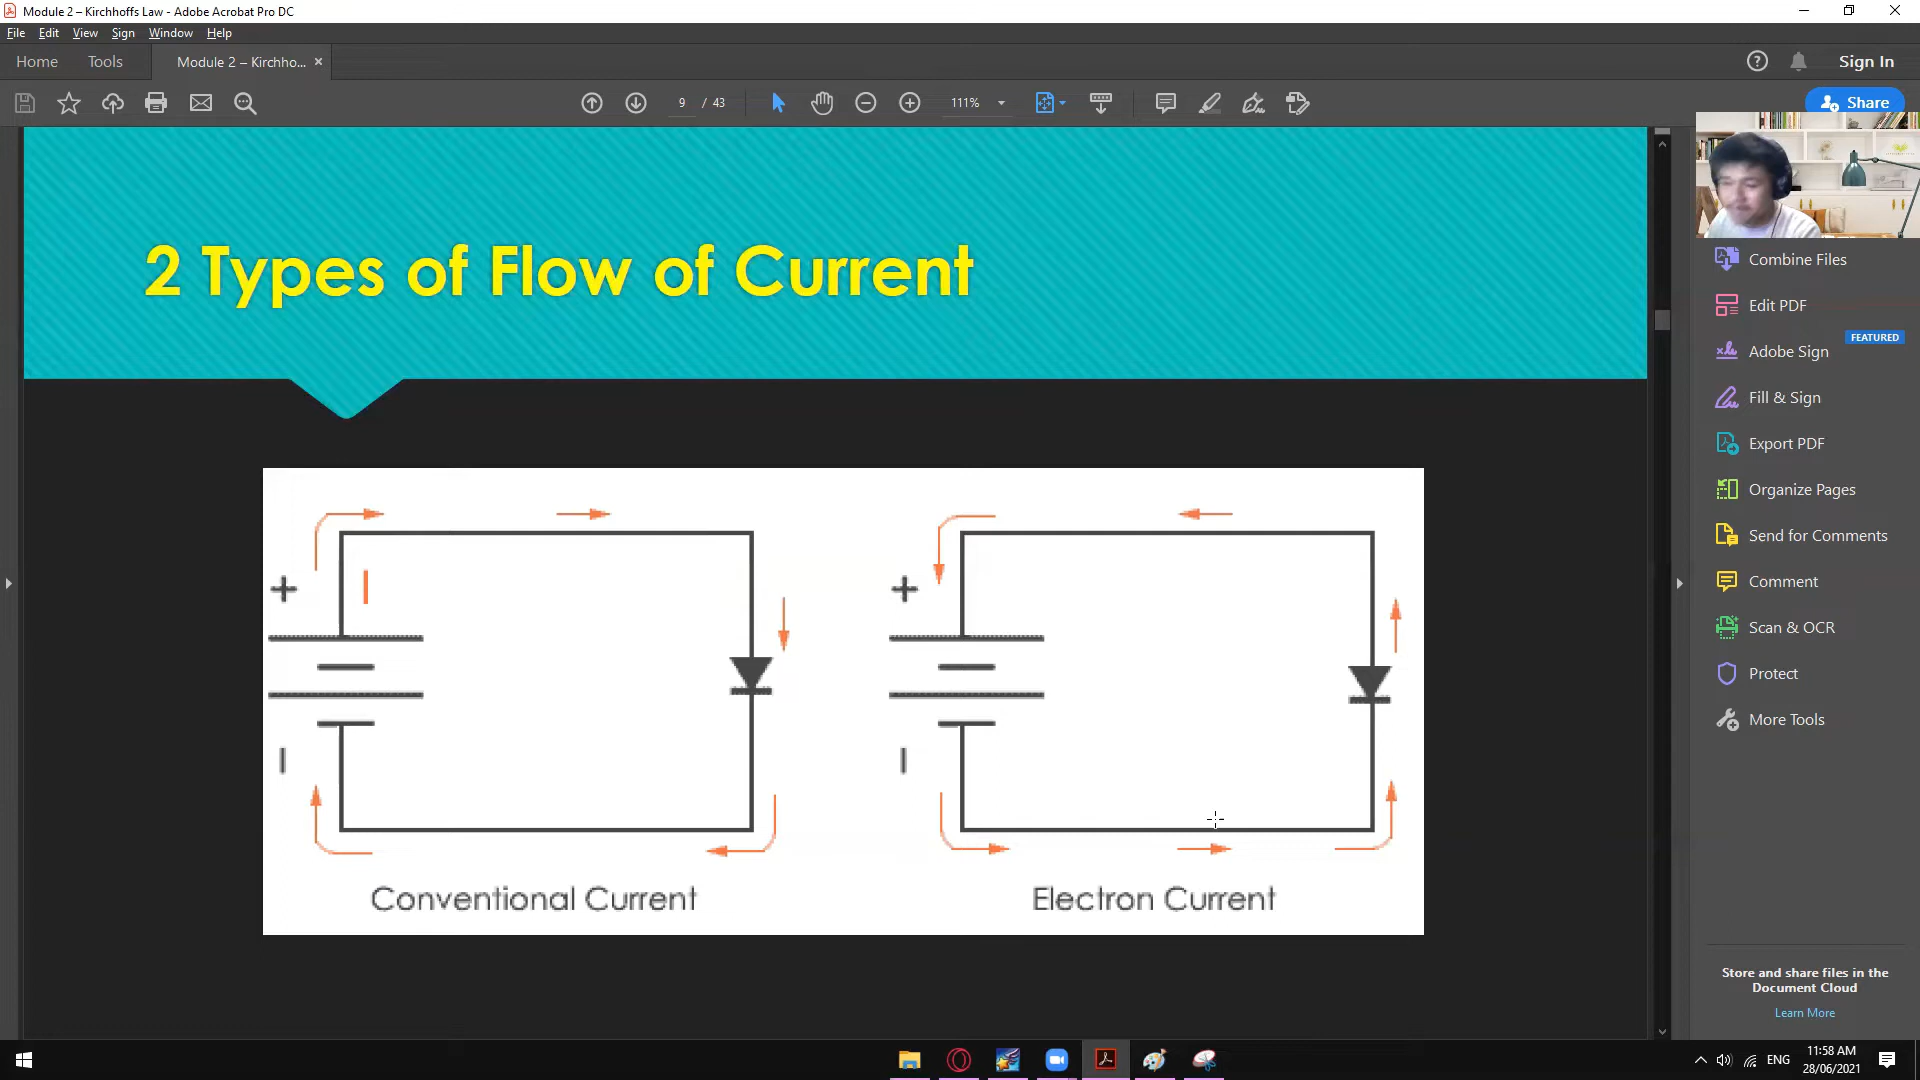 Module 2 – Kirchhoffs Law - Adobe Acrobat Pro DC
File Edit View Sign Window Help
Home Tools Module 2 – Kirchho... × Sign In
9 / 43 111% Share
2 Types of Flow of Current
+ I +
Conventional Current Electron Current
Combine Files
Edit PDF
FEATURED
Adobe Sign
Fill & Sign
Export PDF
Organize Pages
Send for Comments
Comment
Scan & OCR
Protect
More Tools
Store and share files in the
Document Cloud
Learn More
ENG 11:58 AM
28/06/2021